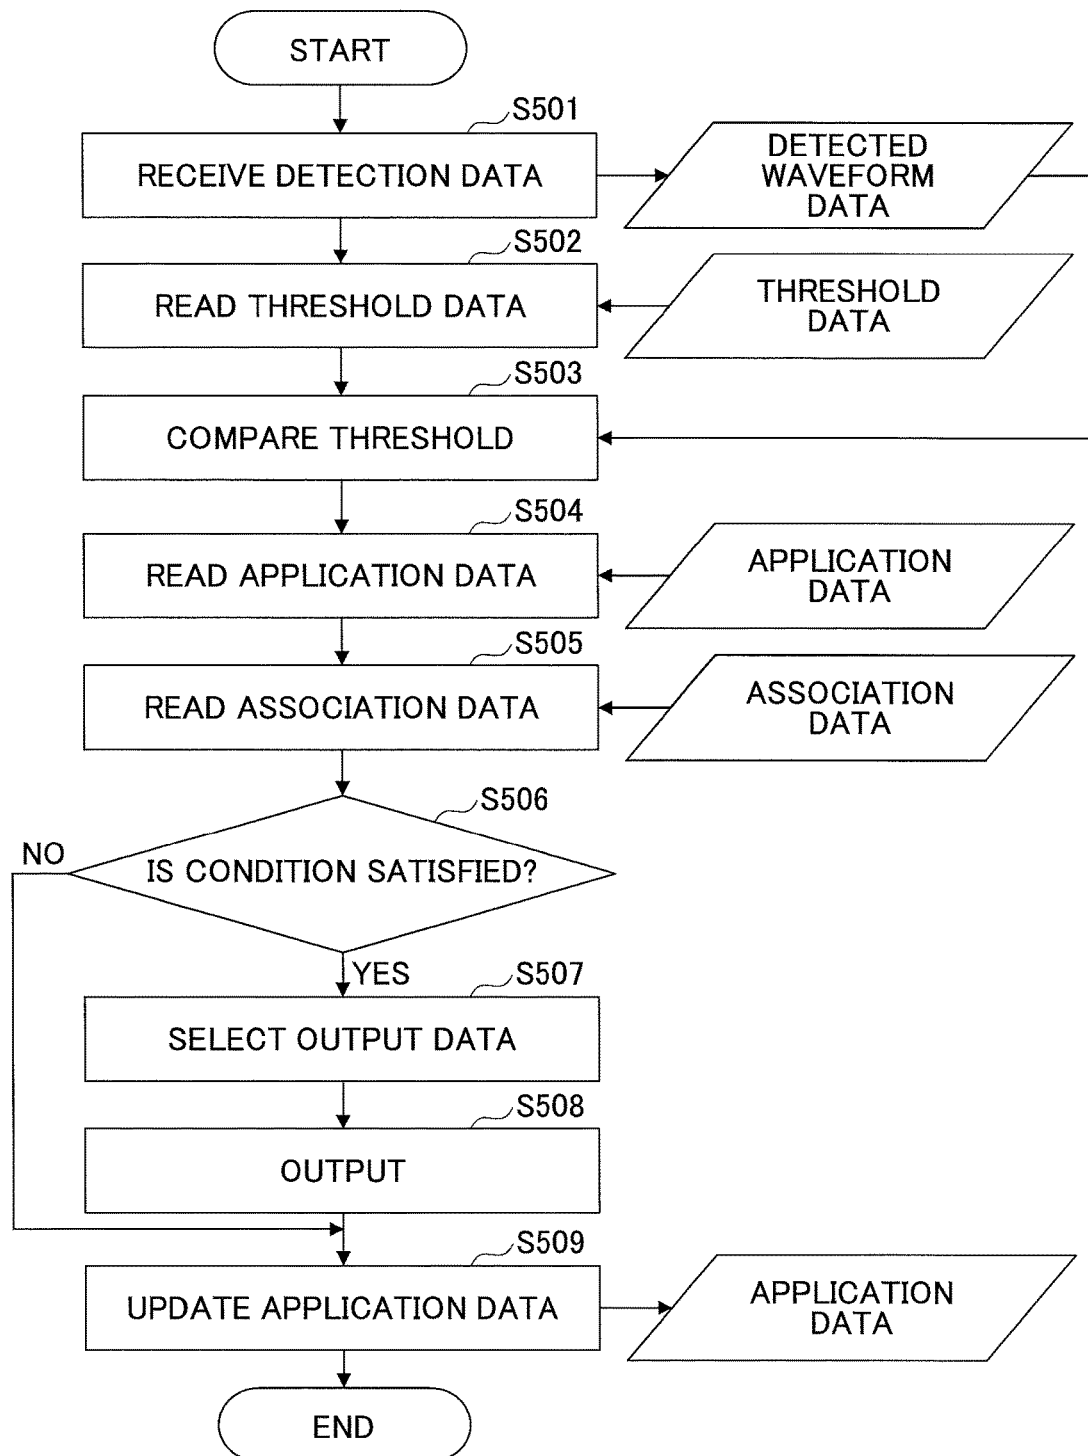 START
S501
RECEIVE DETECTION DATA
DETECTED
WAVEFORM
DATA
S502
READ THRESHOLD DATA
THRESHOLD
DATA
S503
COMPARE THRESHOLD
S504
READ APPLICATION DATA
APPLICATION
DATA
S505
READ ASSOCIATION DATA
ASSOCIATION
DATA
S506
NO
IS CONDITION SATISFIED?
YES
S507
SELECT OUTPUT DATA
S508
OUTPUT
S509
UPDATE APPLICATION DATA
APPLICATION
DATA
END